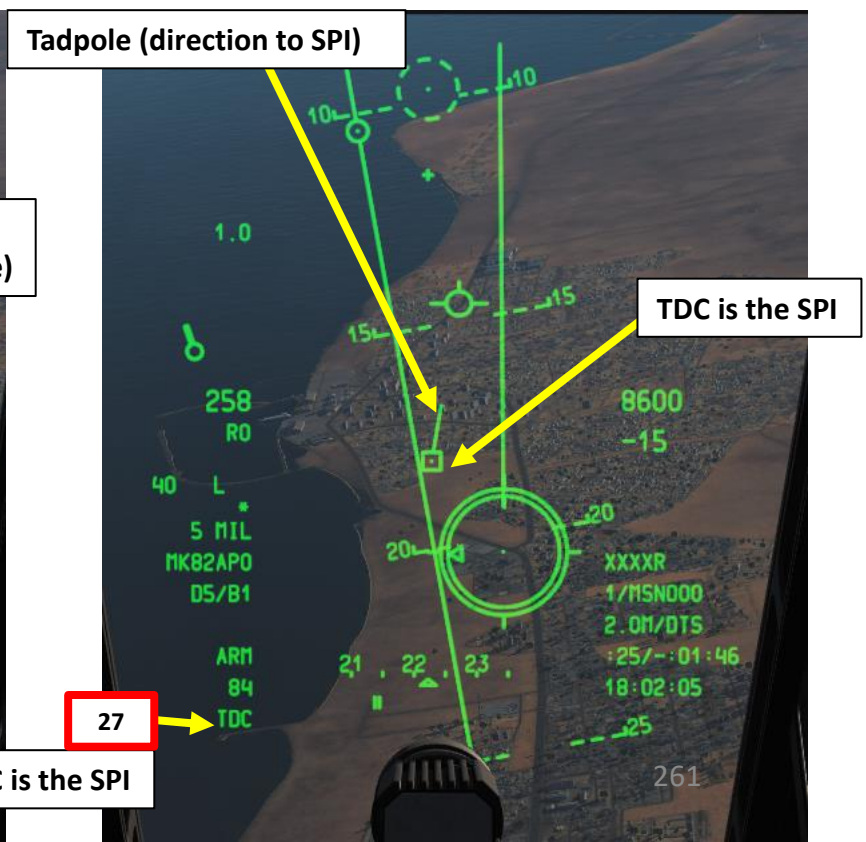 Tadpole (direction to SPI)
10
10
1.0
e)
TDC is the SPI
15
15
258
R0
8600
-15
40 L
*
5 MIL
MK82APO
D5/B1
20
20
XXXXR
1/MSN000
2.0M/DTS
:25/-:01:46
18:02:05
ARM
84
TDC
21 . 22 . 23 .
27
25
C is the SPI
261